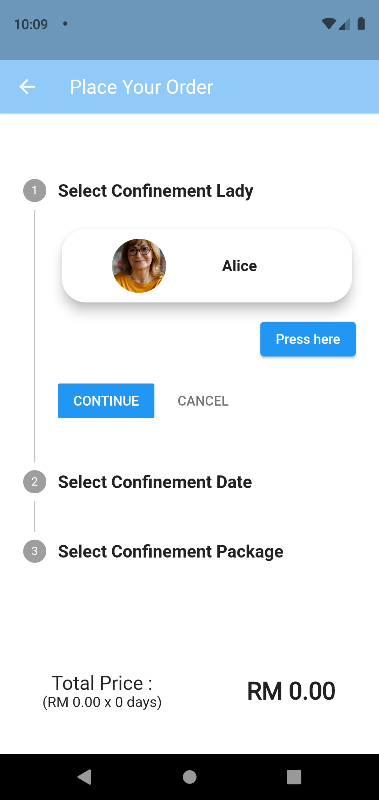 10:09
Place Your Order
1 Select Confinement Lady
Alice
Press here
CONTINUE CANCEL
2 Select Confinement Date
3 Select Confinement Package
Total Price :
(RM 0.00 x 0 days)
RM 0.00